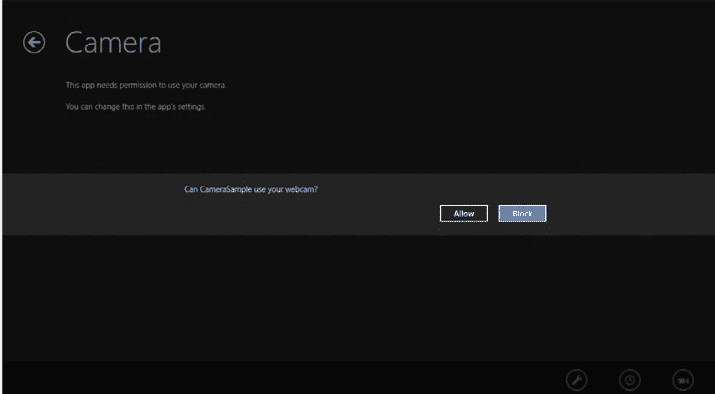 Camera
This app needs permission to use your camera.
You can change this in the app's settings.
Can CameraSample use your webcam?
Allow Block